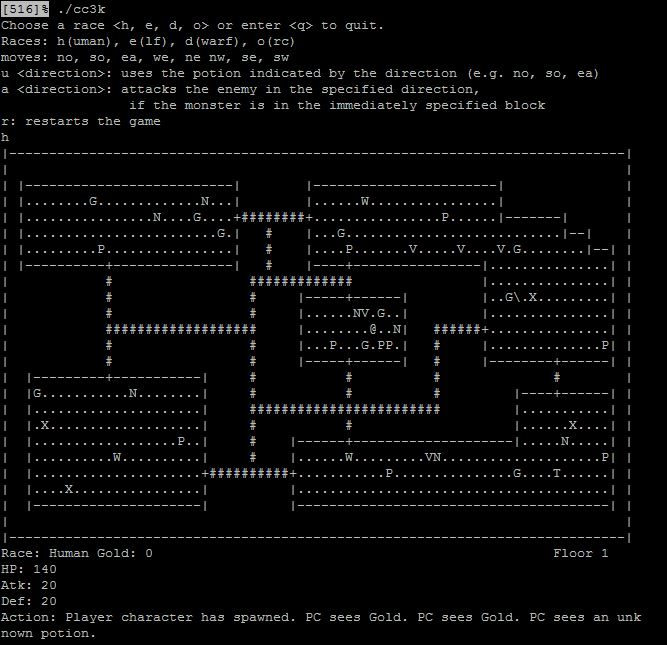 [516]% ./cc3k
Choose a race <h, e, d, o> or enter <q> to quit.
Races: h(uman), e(lf), d(warf), o(rc)
moves: no, so, ea, we, ne nw, se, sw
u <direction>: uses the potion indicated by the direction (e.g. no, so, ea)
a <direction>: attacks the enemy in the specified direction,
                if the monster is in the immediately specified block
r: restarts the game
h
|-----------------------------------------------------------------------------|
|                                                                             |
| |--------------------------|        |-----------------------|               |
| |........G.............N...|        |......W................|               |
| |................N....G....+########+................P......|-------|       |
| |........................G.|   #    |...G...........................|--|    |
| |.........P................|   #    |....P.......V.....V....V.G........|--| |
| |----------+---------------|   #    |----+----------------|...............| |
|            #                 #############                |...............| |
|            #                 #     |-----+------|         |..G\.X.........| |
|            #                 #     |......NV.G..|         |...............| |
|            ###################     |........@..N|   ######+...............| |
|            #                 #     |...P...G.PP.|   #     |..............P| |
|            #                 #     |-----+------|   #     |--------+------| |
|  |---------+-----------|     #           #          #              #        |
|  |G...........N........|     #           #          #         |----+------| |
|  |.....................|     ########################         |...........| |
|  |.X...................|     #           #                    |......X....| |
|  |..................P..|     #    |------+--------------------|.....N.....| |
|  |..........W..........|     #    |......W.........VN....................P| |
|  |.....................+##########+...........P...............G....T......| |
|  |....X................|          |.......................................| |
|  |---------------------|          |---------------------------------------| |
|                                                                             |
|-----------------------------------------------------------------------------|
Race: Human Gold: 0                                                  Floor 1
HP: 140
Atk: 20
Def: 20
Action: Player character has spawned. PC sees Gold. PC sees Gold. PC sees an unk
nown potion.